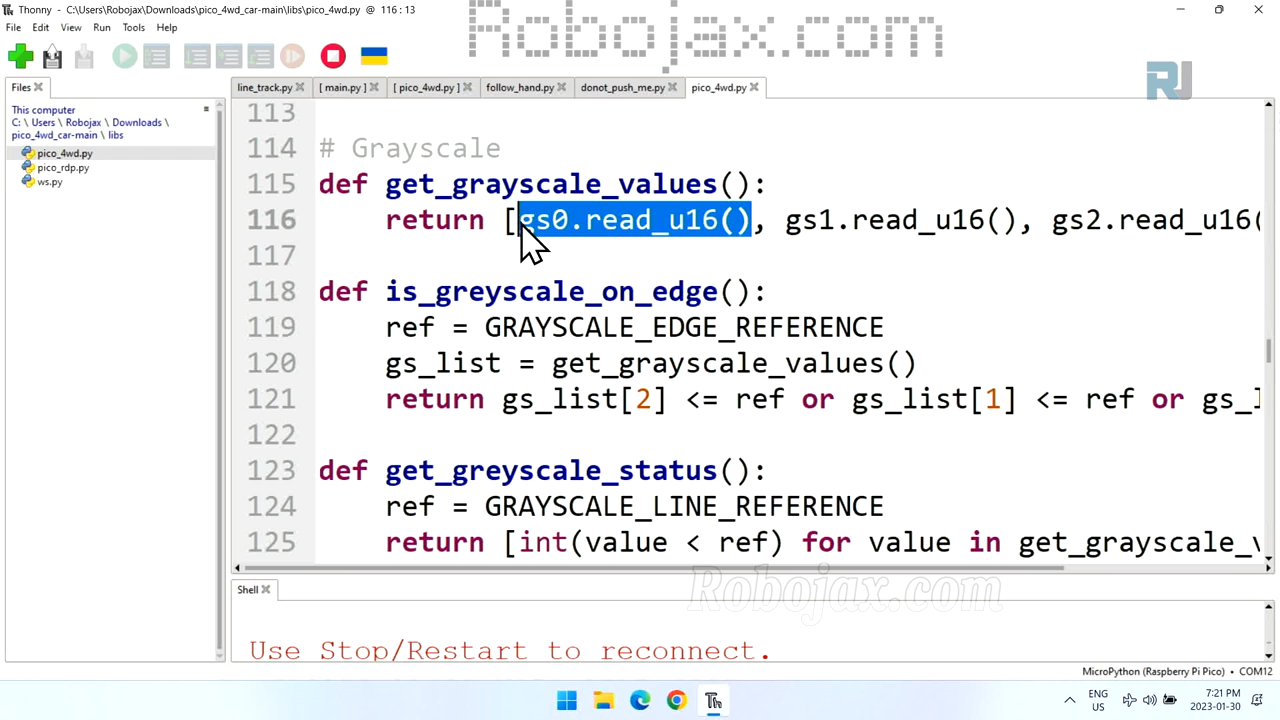 Thonny - C:\Users\Robojax\Downloads\pico_4wd_car-main\libs\pico_4wd.py @ 116 : 13
Robojax.com
File Edit View Run Tools Help
RJ
Files
line_track.py [ main.py ] [ pico_4wd.py ] follow_hand.py donot_push_me.py pico_4wd.py
This computer
C: \ Users \ Robojax \ Downloads \
pico_4wd_car-main \ libs
pico_4wd.py
pico_rdp.py
ws.py
113
114 # Grayscale
115 def get_grayscale_values():
116 return [gs0.read_u16(), gs1.read_u16(), gs2.read_u16(
117
118 def is_greyscale_on_edge():
119 ref = GRAYSCALE_EDGE_REFERENCE
120 gs_list = get_grayscale_values()
121 return gs_list[2] <= ref or gs_list[1] <= ref or gs_l
122
123 def get_greyscale_status():
124 ref = GRAYSCALE_LINE_REFERENCE
125 return [int(value < ref) for value in get_grayscale_v
Robojax.com
Shell
Use Stop/Restart to reconnect.
MicroPython (Raspberry Pi Pico) • COM12
ENG
US
7:21 PM
2023-01-30